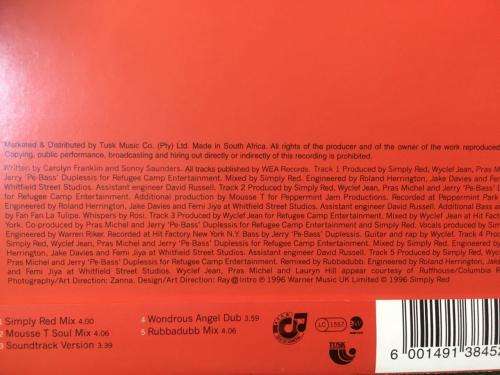 Marketed & Distributed by Tusk Music Co. (Pty) Ltd. Made in South Africa. All rights of the producer and of the owner of the work reproduced
Copying, public performance, broadcasting and hiring out directly or indirectly of this recording is prohibited.
Written by Carolyn Franklin and Sonny Saunders. All tracks published by WEA Records. Track 1 Produced by Simply Red, Wyclef Jean, Pras M
Jerry 'Pe-Bass' Duplessis for Refugee Camp Entertainment. Mixed by Simply Red. Engineered by Roland Herrington, Jake Davies and Fe
Whitfield Street Studios. Assistant engineer David Russell. Track 2 Produced by Simply Red, Wyclef Jean, Pras Michel and Jerry 'Pe-Bass'
for Refugee Camp Entertainment. Additional production by Mousse T for Peppermint Jam Productions. Recorded at Peppermint Park
Engineered by Roland Herrington, Jake Davies and Femi Jiya at Whitfield Street Studios. Assistant engineer David Russell. Additional Bass
by Fan Fan La Tulipe. Whispers by Rosi. Track 3 Produced by Wyclef Jean for Refugee Camp Entertainment. Mixed by Wyclef Jean at Hit Fac
York. Co-produced by Pras Michel and Jerry 'Pe-Bass' Duplessis for Refugee Camp Entertainment and Simply Red. Vocals produced by Sim
Engineered by Warren Riker. Recorded at Hit Factory New York N.Y. Bass by Jerry 'Pe-Bass' Duplessis. Guitar and rap by Wyclef. Track 4 Prod
Simply Red, Wyclef Jean, Pras Michel and Jerry 'Pe-Bass' Duplessis for Refugee Camp Entertainment. Mixed by Simply Red. Engineered
Herrington, Jake Davies and Femi Jiya at Whitfield Street Studios. Assistant engineer David Russell. Track 5 Produced by Simply Red, Wyc
Pras Michel and Jerry 'Pe-Bass' Duplessis for Refugee Camp Entertainment. Remixed by Rubbadubb. Engineered by Roland Herrington, Jak
and Femi Jiya at Whitfield Street Studios. Wyclef Jean, Pras Michel and Lauryn Hill appear courtesy of Ruffhouse/Columbia
Photography/Art Direction: Zanna. Design/Art Direction: Ray@Intro ℗ 1996 Warner Music UK Limited © 1996 Simply Red
Simply Red Mix 4.00
2 Mousse T Soul Mix 4.06
3 Soundtrack Version 3.39
4 Wondrous Angel Dub 3.59
5 Rubbadubb Mix 4.06
LC 1557
TUSK
6 001491 38452